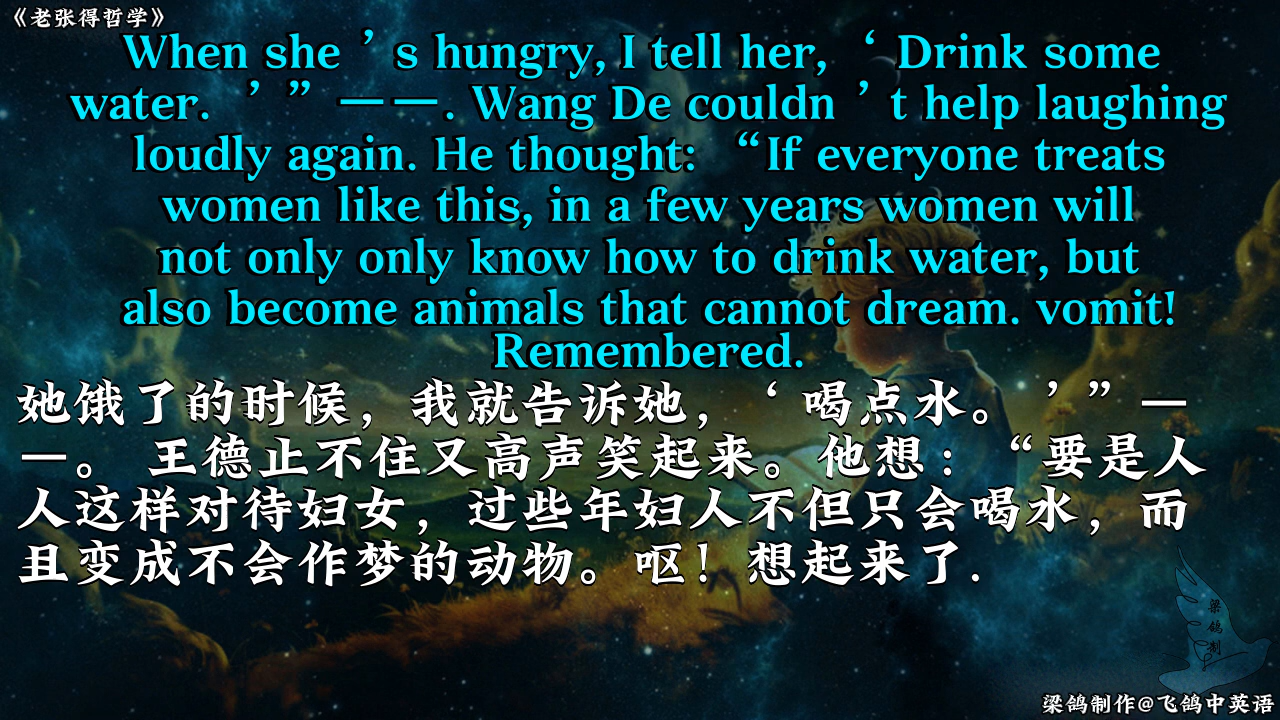 《老张得哲学》
When she ’ s hungry, I tell her, ‘ Drink some
water. ’ ” ——. Wang De couldn ’ t help laughing
loudly again. He thought: “If everyone treats
women like this, in a few years women will
not only only know how to drink water, but
also become animals that cannot dream. vomit!
Remembered.
她饿了的时候，我就告诉她，‘ 喝点水。 ’” —
—。 王德止不住又高声笑起来。他想：“要是人
人这样对待妇女，过些年妇人不但只会喝水，而
且变成不会作梦的动物。呕！想起来了.
梁鸽制
梁鸽制作@飞鸽中英语